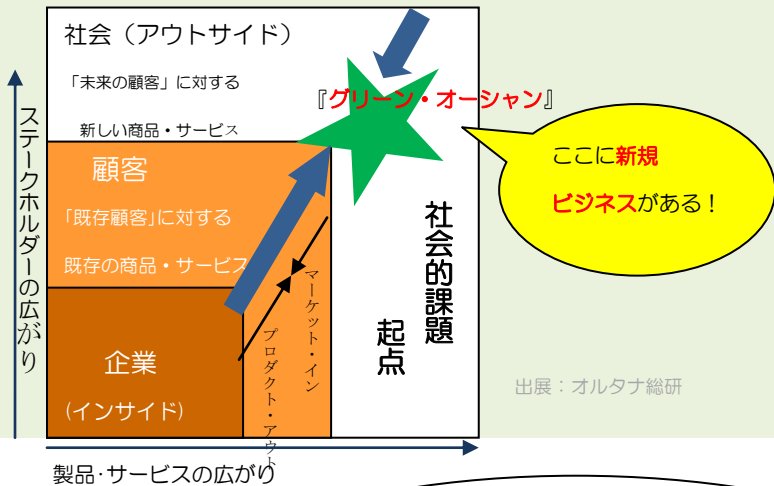 社会（アウトサイド）
「未来の顧客」に対する
新しい商品・サービス
『グリーン・オーシャン』
ここに新規
ビジネスがある！
顧客
「既存顧客」に対する
既存の商品・サービス
企業
(インサイド)
マーケット・イン
プロダクト・アウト
社会的課題
起点
ステークホルダーの広がり
出展：オルタナ総研
製品・サービスの広がり